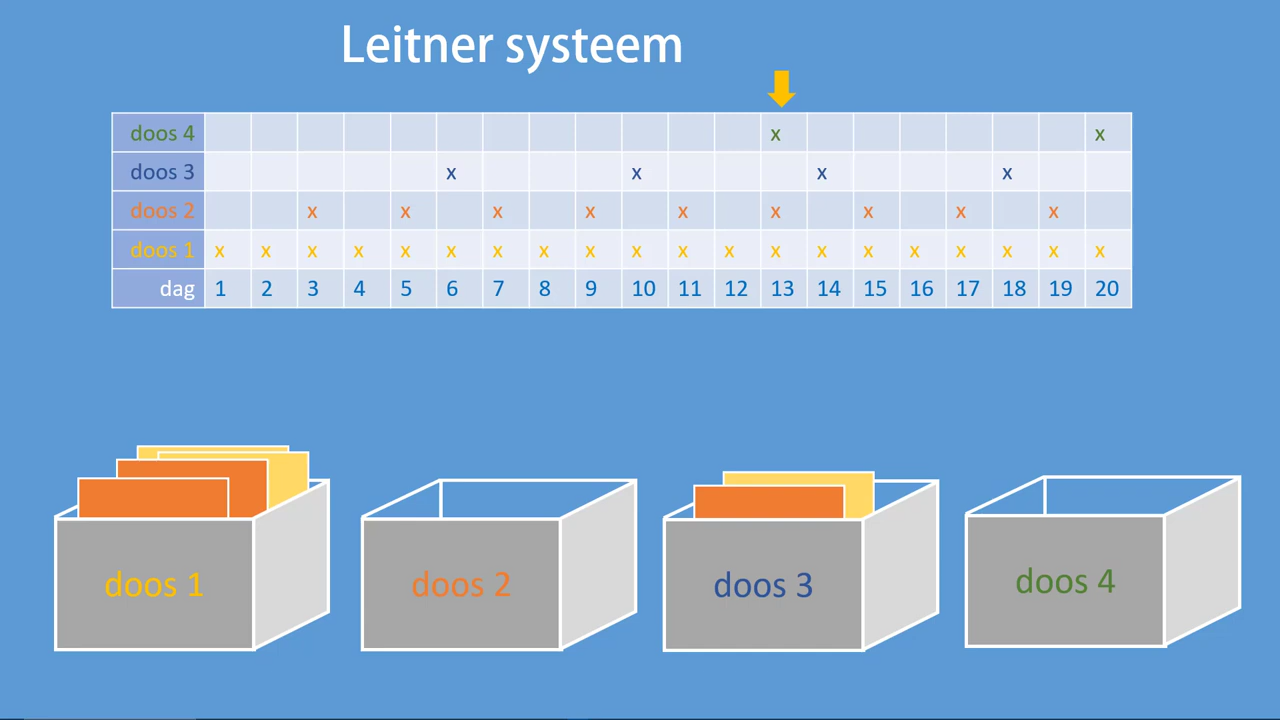 Leitner systeem
doos 4 x x
doos 3 x x x x
doos 2 x x x x x x x x x
doos 1 x x x x x x x x x x x x x x x x x x x x
dag 1 2 3 4 5 6 7 8 9 10 11 12 13 14 15 16 17 18 19 20
doos 1 doos 2 doos 3 doos 4